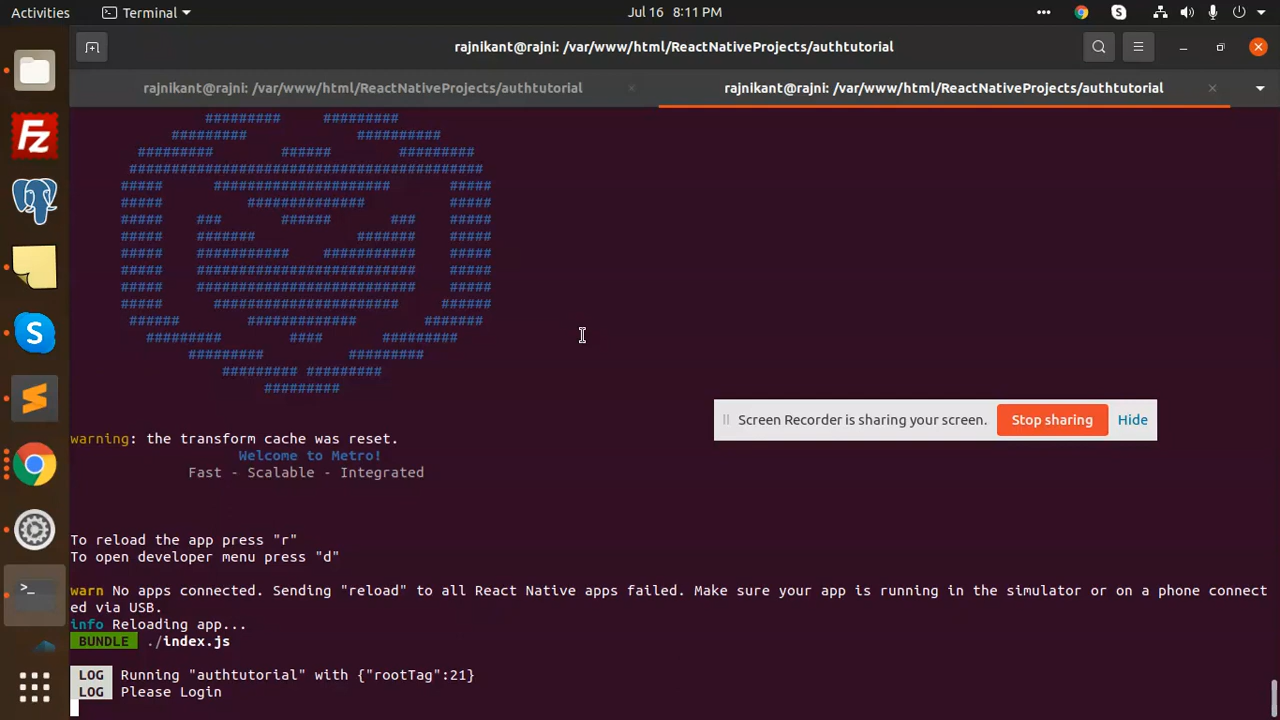 Activities
Terminal
Jul 16 8:11 PM
rajnikant@rajni: /var/www/html/ReactNativeProjects/authtutorial
rajnikant@rajni: /var/www/html/ReactNativeProjects/authtutorial
rajnikant@rajni: /var/www/html/ReactNativeProjects/authtutorial
Screen Recorder is sharing your screen.
Stop sharing
Hide
warning: the transform cache was reset.
Welcome to Metro!
Fast - Scalable - Integrated
To reload the app press "r"
To open developer menu press "d"
warn No apps connected. Sending "reload" to all React Native apps failed. Make sure your app is running in the simulator or on a phone connect
ed via USB.
info Reloading app...
BUNDLE ./index.js
LOG Running "authtutorial" with {"rootTag":21}
LOG Please Login